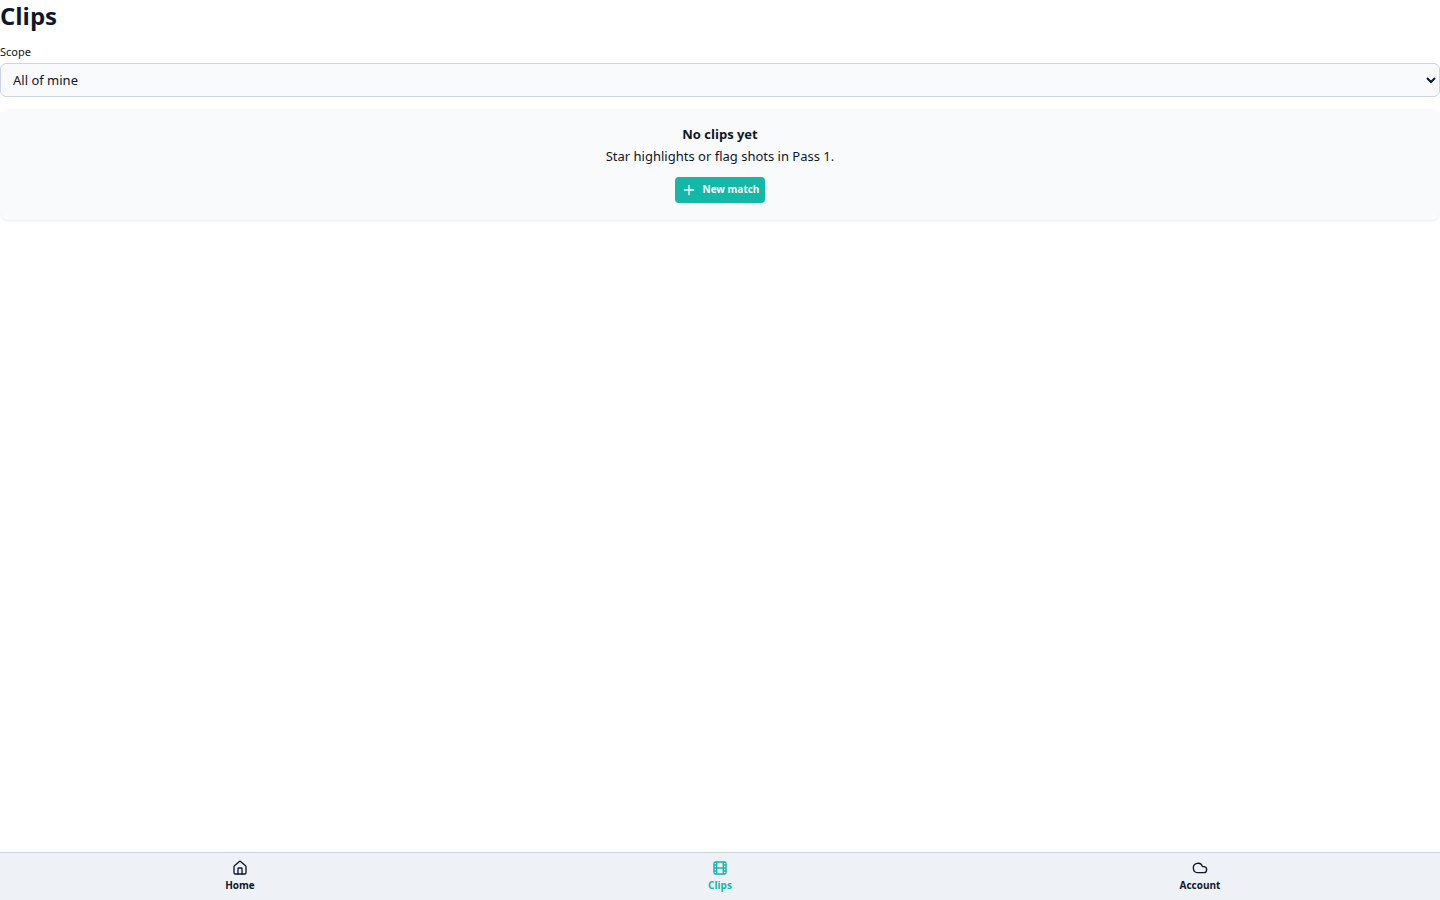 Clips
Scope
All of mine
No clips yet
Star highlights or flag shots in Pass 1.
New match
Home
Clips
Account